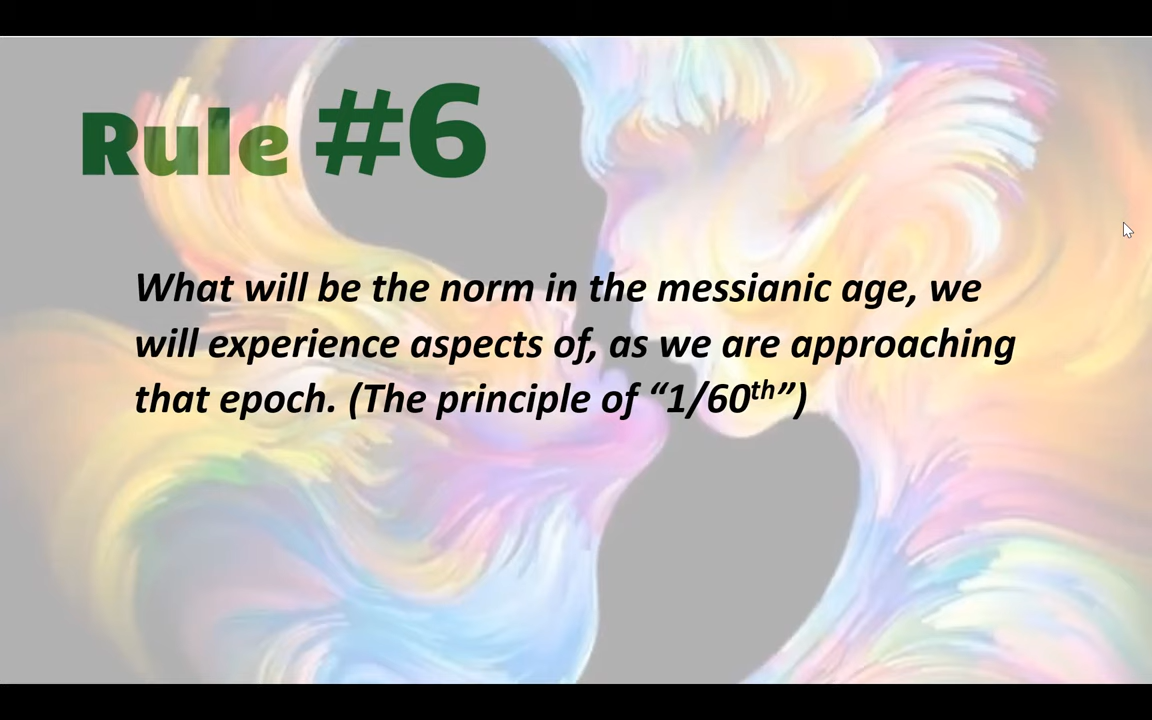 Rule #6
What will be the norm in the messianic age, we
will experience aspects of, as we are approaching
that epoch. (The principle of “1/60th”)